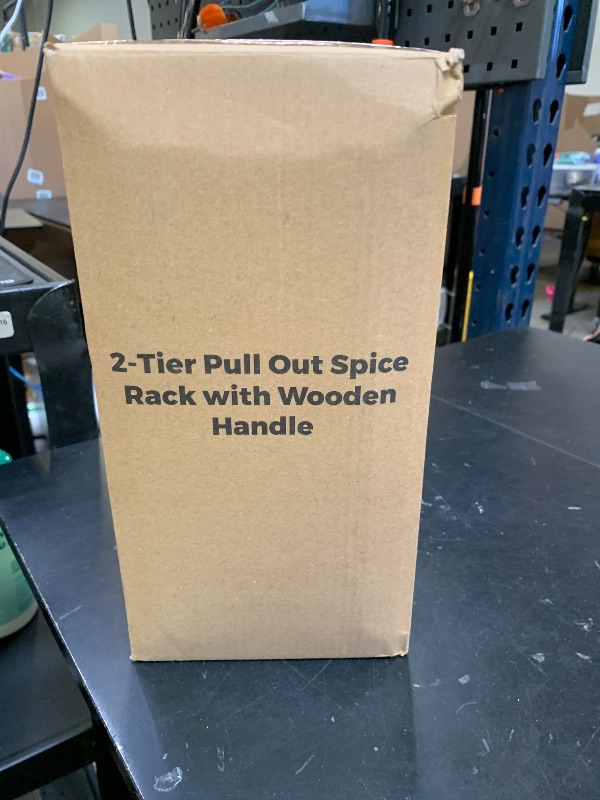 2-Tier Pull Out Spice
Rack with Wooden
Handle